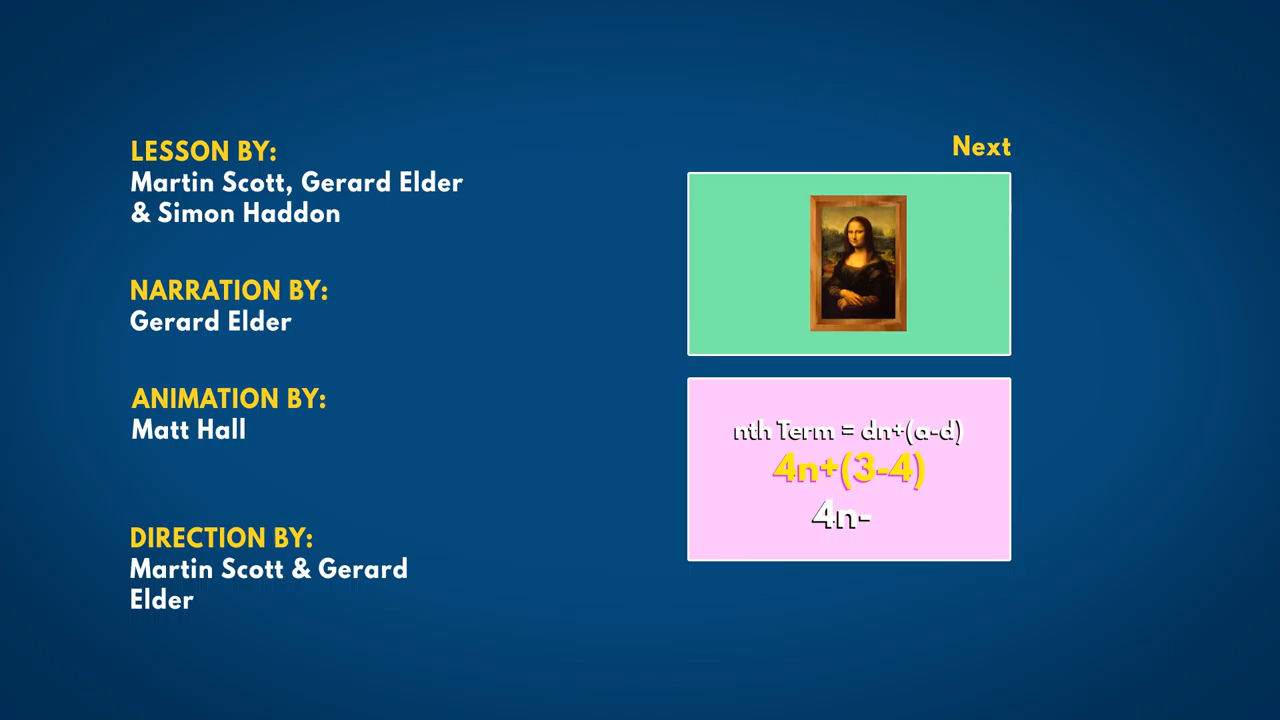 LESSON BY:
Martin Scott, Gerard Elder
& Simon Haddon
NARRATION BY:
Gerard Elder
ANIMATION BY:
Matt Hall
DIRECTION BY:
Martin Scott & Gerard
Elder
Next
nth Term = dn+(a-d)
4n+(3-4)
4n-